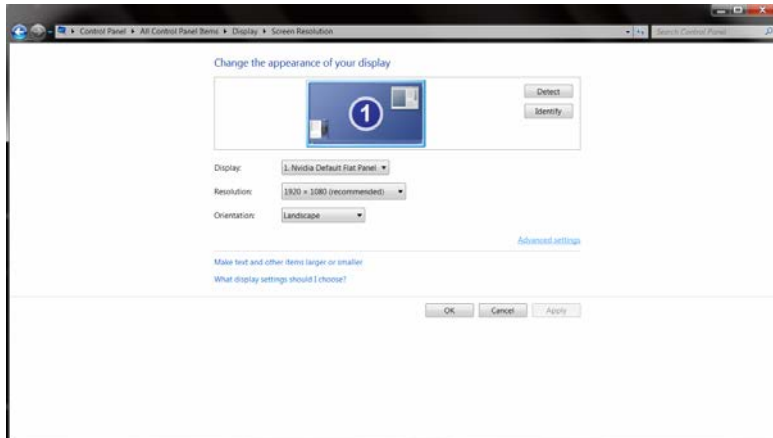 Control Panel ▸ All Control Panel Items ▸ Display ▸ Screen Resolution
Search Control Panel
Change the appearance of your display
1
Detect
Identify
Display: 1. Nvidia Default Flat Panel
Resolution: 1920 × 1080 (recommended)
Orientation: Landscape
Advanced settings
Make text and other items larger or smaller
What display settings should I choose?
OK Cancel Apply